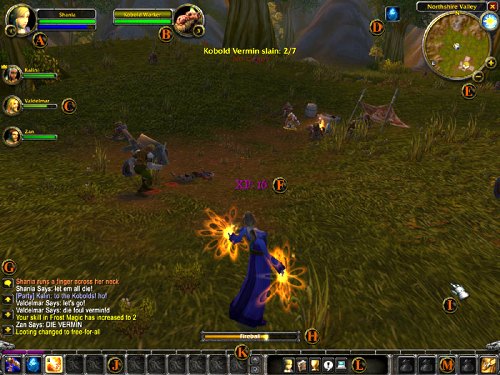 Shania
Kobold Worker
Northshire Valley
A
B
D
Kobold Vermin slain: 2/7
E
Kalin
Valdelmar
C
Zan
F
G
Shania runs a finger across her neck
Shania Says: let em all die!
[Party] Kalin: to the Kobolds! ho!
Valdelmar Says: let's go!
Valdelmar Says: die foul vermin!d
Your skill in Frost Magic has increased to 2
Zan Says: DIE VERMIN
Looting changed to free-for-all
I
Fireball
H
K
J
L
M